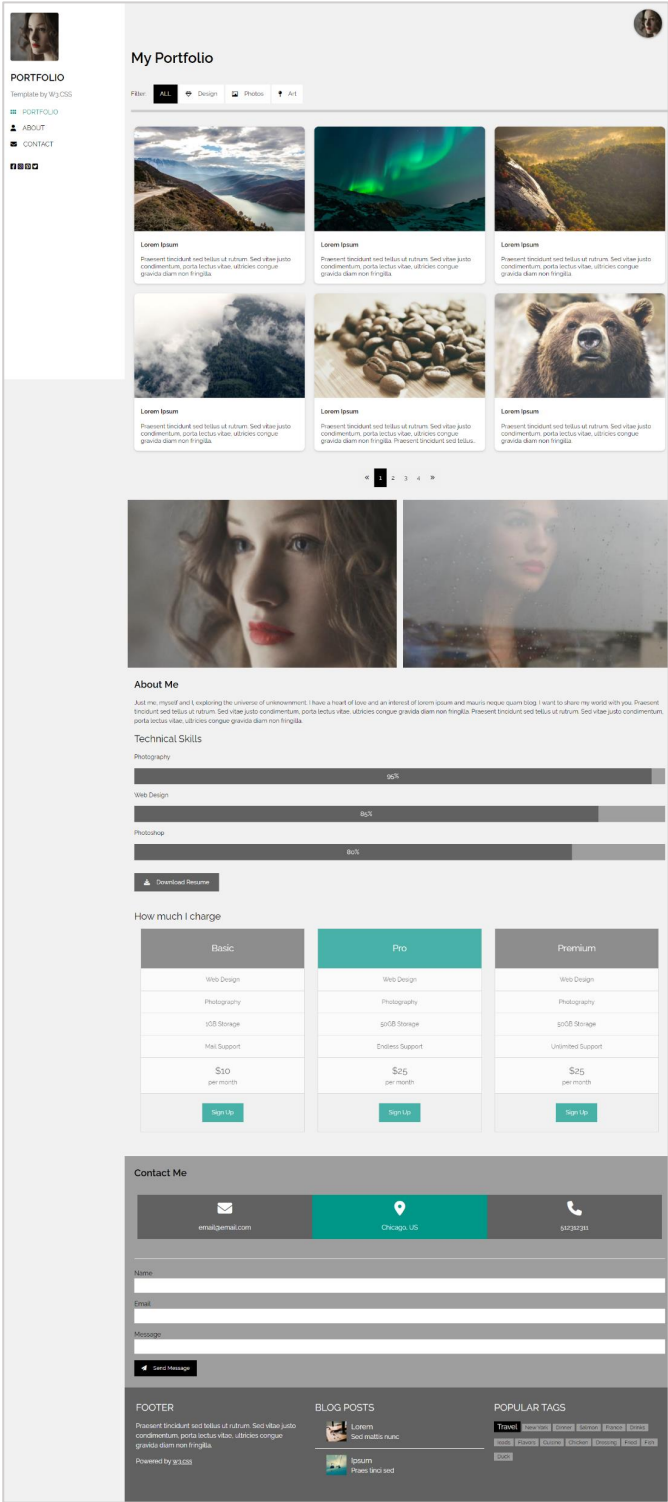 PORTFOLIO
Template by W3.CSS
PORTFOLIO
ABOUT
CONTACT
My Portfolio
Filter: ALL Design Photos Art
Lorem Ipsum
Praesent tincidunt sed tellus ut rutrum. Sed vitae justo
condimentum, porta lectus vitae, ultricies congue
gravida diam non fringilla.
Lorem Ipsum
Praesent tincidunt sed tellus ut rutrum. Sed vitae justo
condimentum, porta lectus vitae, ultricies congue
gravida diam non fringilla.
Lorem Ipsum
Praesent tincidunt sed tellus ut rutrum. Sed vitae justo
condimentum, porta lectus vitae, ultricies congue
gravida diam non fringilla.
Lorem Ipsum
Praesent tincidunt sed tellus ut rutrum. Sed vitae justo
condimentum, porta lectus vitae, ultricies congue
gravida diam non fringilla.
Lorem Ipsum
Praesent tincidunt sed tellus ut rutrum. Sed vitae justo
condimentum, porta lectus vitae, ultricies congue
gravida diam non fringilla. Praesent tincidunt sed tellus.
Lorem Ipsum
Praesent tincidunt sed tellus ut rutrum. Sed vitae justo
condimentum, porta lectus vitae, ultricies congue
gravida diam non fringilla.
« 1 2 3 4 »
About Me
Just me, myself and I, exploring the universe of unknownment. I have a heart of love and an interest of lorem ipsum and mauris neque quam blog. I want to share my world with you. Praesent
tincidunt sed tellus ut rutrum. Sed vitae justo condimentum, porta lectus vitae, ultricies congue gravida diam non fringilla. Praesent tincidunt sed tellus ut rutrum. Sed vitae justo condimentum,
porta lectus vitae, ultricies congue gravida diam non fringilla.
Technical Skills
Photography
95%
Web Design
85%
Photoshop
80%
Download Resume
How much I charge
Basic
Web Design
Photography
1GB Storage
Mail Support
$10
per month
Sign Up
Pro
Web Design
Photography
50GB Storage
Endless Support
$25
per month
Sign Up
Premium
Web Design
Photography
50GB Storage
Unlimited Support
$25
per month
Sign Up
Contact Me
email@email.com
Chicago, US
512312311
Name
Email
Message
Send Message
FOOTER
Praesent tincidunt sed tellus ut rutrum. Sed vitae justo
condimentum, porta lectus vitae, ultricies congue
gravida diam non fringilla.
Powered by w3.css
BLOG POSTS
Lorem
Sed mattis nunc
Ipsum
Praes tinci sed
POPULAR TAGS
Travel New York Dinner Salmon France Drinks
Ideas Flavors Cuisine Chicken Dressing Fried Fish
Duck